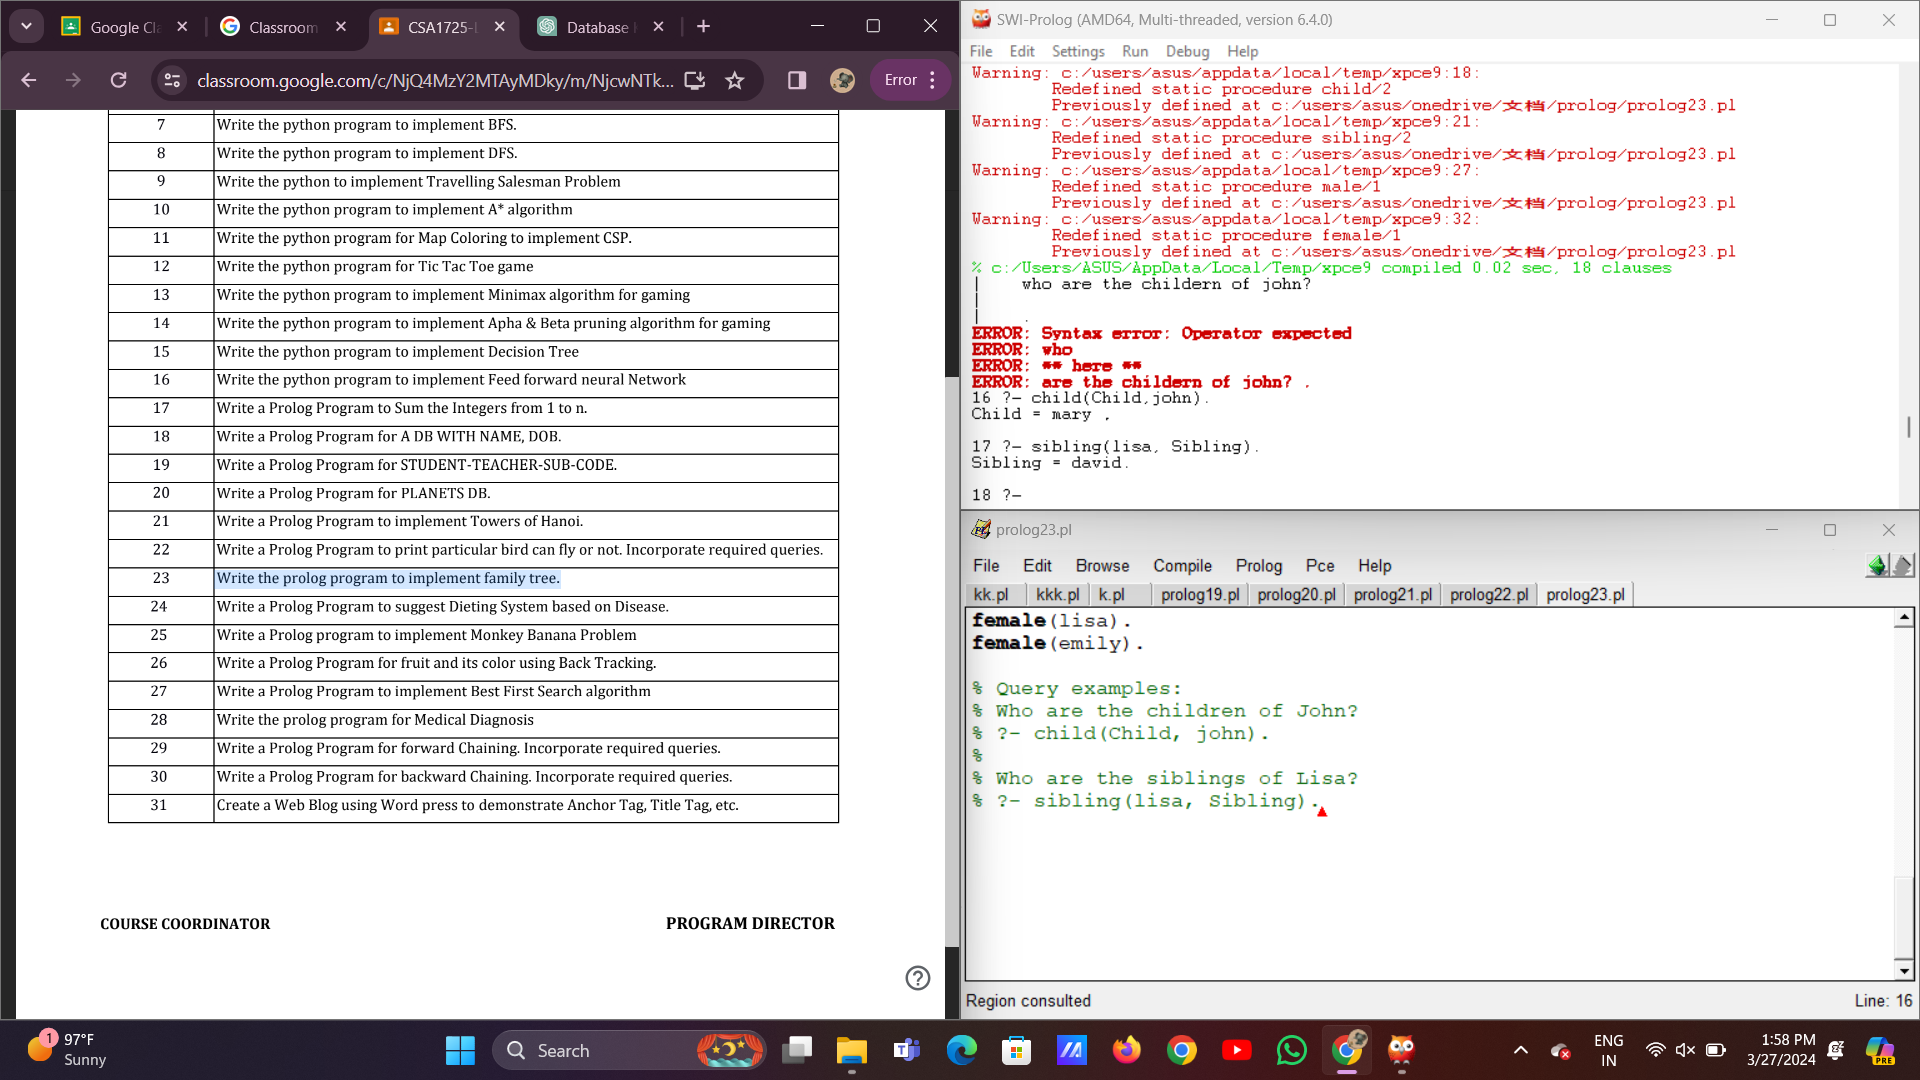 Google Cla
Classroom
CSA1725-
Database
classroom.google.com/c/NjQ4MzY2MTAyMDky/m/NjcwNTk...
Error
7 Write the python program to implement BFS.
8 Write the python program to implement DFS.
9 Write the python to implement Travelling Salesman Problem
10 Write the python program to implement A* algorithm
11 Write the python program for Map Coloring to implement CSP.
12 Write the python program for Tic Tac Toe game
13 Write the python program to implement Minimax algorithm for gaming
14 Write the python program to implement Apha & Beta pruning algorithm for gaming
15 Write the python program to implement Decision Tree
16 Write the python program to implement Feed forward neural Network
17 Write a Prolog Program to Sum the Integers from 1 to n.
18 Write a Prolog Program for A DB WITH NAME, DOB.
19 Write a Prolog Program for STUDENT-TEACHER-SUB-CODE.
20 Write a Prolog Program for PLANETS DB.
21 Write a Prolog Program to implement Towers of Hanoi.
22 Write a Prolog Program to print particular bird can fly or not. Incorporate required queries.
23 Write the prolog program to implement family tree.
24 Write a Prolog Program to suggest Dieting System based on Disease.
25 Write a Prolog program to implement Monkey Banana Problem
26 Write a Prolog Program for fruit and its color using Back Tracking.
27 Write a Prolog Program to implement Best First Search algorithm
28 Write the prolog program for Medical Diagnosis
29 Write a Prolog Program for forward Chaining. Incorporate required queries.
30 Write a Prolog Program for backward Chaining. Incorporate required queries.
31 Create a Web Blog using Word press to demonstrate Anchor Tag, Title Tag, etc.
COURSE COORDINATOR PROGRAM DIRECTOR
SWI-Prolog (AMD64, Multi-threaded, version 6.4.0)
File Edit Settings Run Debug Help
Warning: c:/users/asus/appdata/local/temp/xpce9:18:
Redefined static procedure child/2
Previously defined at c:/users/asus/onedrive/文档/prolog/prolog23.pl
Warning: c:/users/asus/appdata/local/temp/xpce9:21:
Redefined static procedure sibling/2
Previously defined at c:/users/asus/onedrive/文档/prolog/prolog23.pl
Warning: c:/users/asus/appdata/local/temp/xpce9:27:
Redefined static procedure male/1
Previously defined at c:/users/asus/onedrive/文档/prolog/prolog23.pl
Warning: c:/users/asus/appdata/local/temp/xpce9:32:
Redefined static procedure female/1
Previously defined at c:/users/asus/onedrive/文档/prolog/prolog23.pl
% c:/Users/ASUS/AppData/Local/Temp/xpce9 compiled 0.02 sec, 18 clauses
| who are the childern of john?
|
| .
ERROR: Syntax error: Operator expected
ERROR: who
ERROR: ** here **
ERROR: are the childern of john? .
16 ?- child(Child,john).
Child = mary .
17 ?- sibling(lisa, Sibling).
Sibling = david.
18 ?-
prolog23.pl
File Edit Browse Compile Prolog Pce Help
kk.pl kkk.pl k.pl prolog19.pl prolog20.pl prolog21.pl prolog22.pl prolog23.pl
female(lisa).
female(emily).
% Query examples:
% Who are the children of John?
% ?- child(Child, john).
%
% Who are the siblings of Lisa?
% ?- sibling(lisa, Sibling).
Region consulted Line: 16
1
97°F
Sunny
Search
ENG
IN
1:58 PM
3/27/2024
PRE